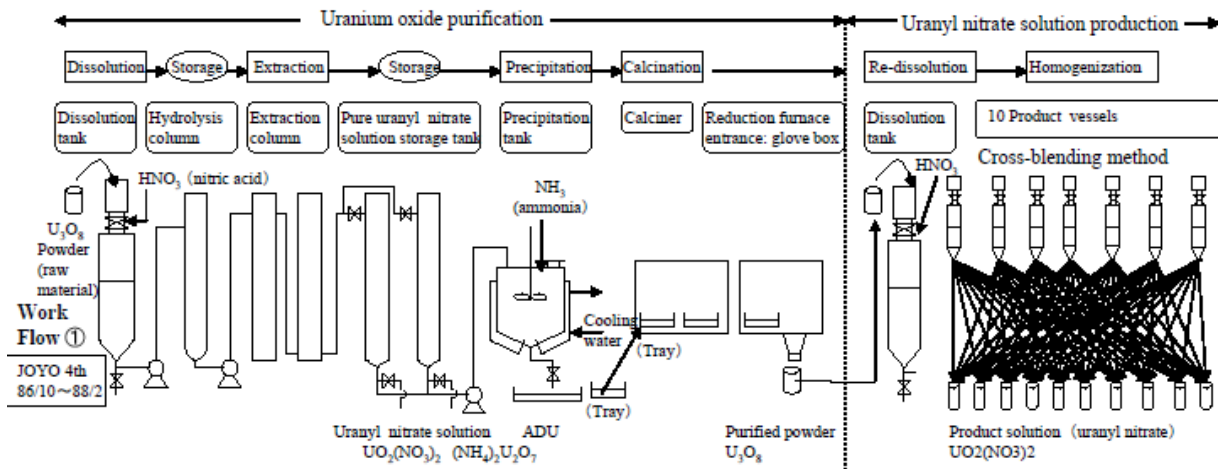 Uranium oxide purification
Uranyl nitrate solution production
Dissolution
Storage
Extraction
Storage
Precipitation
Calcination
Re-dissolution
Homogenization
Dissolution
tank
Hydrolysis
column
Extraction
column
Pure uranyl nitrate
solution storage tank
Precipitation
tank
Calciner
Reduction furnace
entrance: glove box
Dissolution
tank
10 Product vessels
Cross-blending method
HNO3 (nitric acid)
NH3
(ammonia)
HNO3
U3O8
Powder
(raw
material)
Work
Flow ①
JOYO 4th
86/10～88/2
Cooling
water
(Tray)
(Tray)
Uranyl nitrate solution
UO2(NO3)2
ADU
(NH4)2U2O7
Purified powder
U3O8
Product solution (uranyl nitrate)
UO2(NO3)2